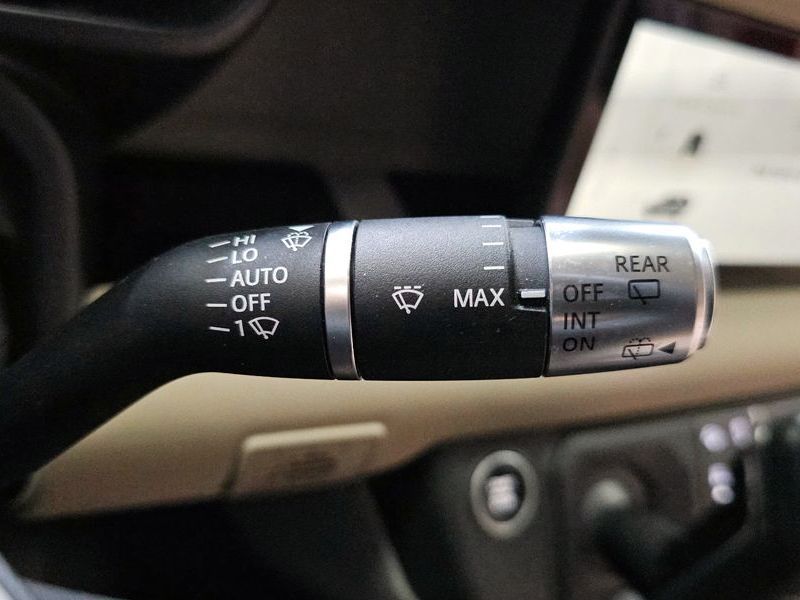 HI
LO
AUTO
OFF
1
MAX
REAR
OFF
INT
ON